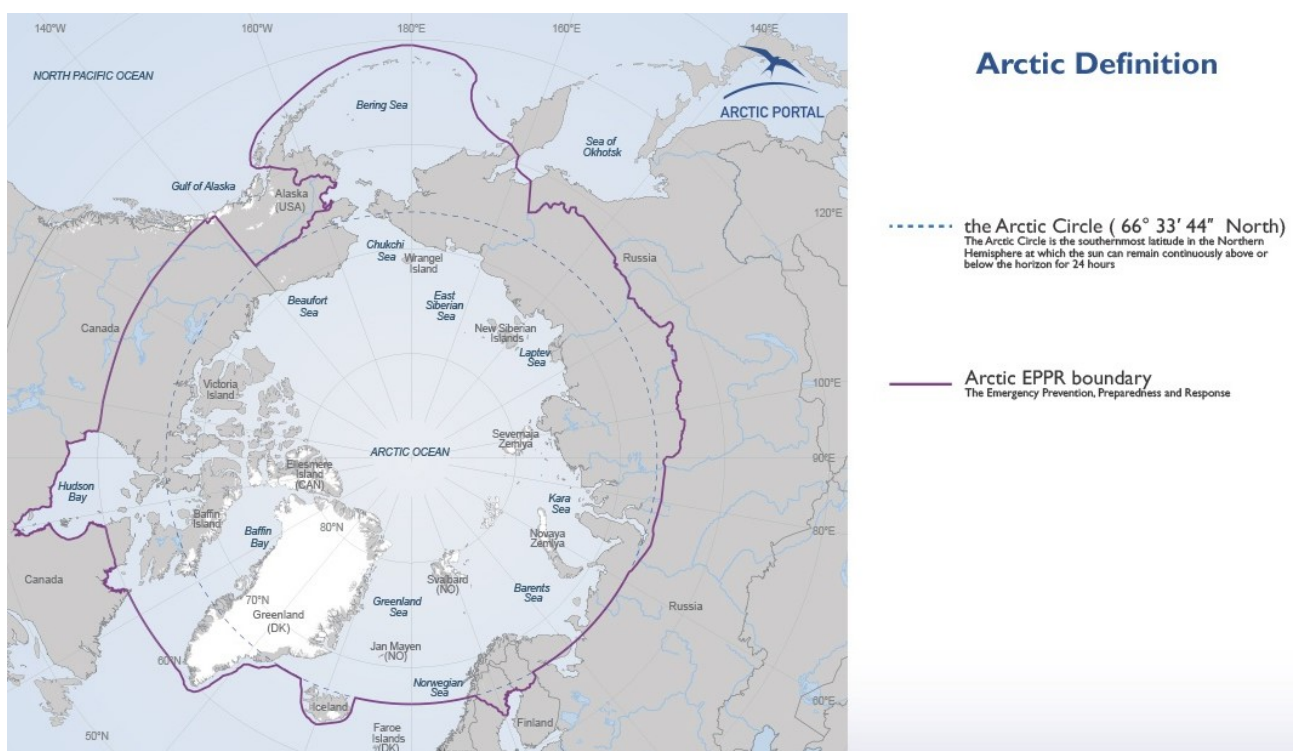 140°W
180°E
140°E
160°W
160°E
NORTH PACIFIC OCEAN
Bering Sea
ARCTIC PORTAL
Sea of
Okhotsk
Gulf of Alaska
Alaska
(USA)
120°E
Chukchi
Sea
Wrangel
Island
Russia
Beaufort
Sea
East
Siberian
Sea
Canada
New Siberian
Islands
Laptev
Sea
Victoria
Island
100°E
Severnaja
Zemlya
ARCTIC OCEAN
90°E
Ellesmere
Island
(CAN)
Hudson
Bay
Baffin
Island
Kara
Sea
80°N
80°E
Baffin
Bay
Novaya
Zemlya
Canada
Svalbard
(NO)
Barents
Sea
70°N
Greenland
Sea
Russia
Greenland
(DK)
Jan Mayen
(NO)
60°N
Norwegian
Sea
60°E
Iceland
Finland
Faroe
Islands
(DK)
50°N
Arctic Definition
the Arctic Circle ( 66° 33′ 44″ North)
The Arctic Circle is the southernmost latitude in the Northern
Hemisphere at which the sun can remain continuously above or
below the horizon for 24 hours
Arctic EPPR boundary
The Emergency Prevention, Preparedness and Response